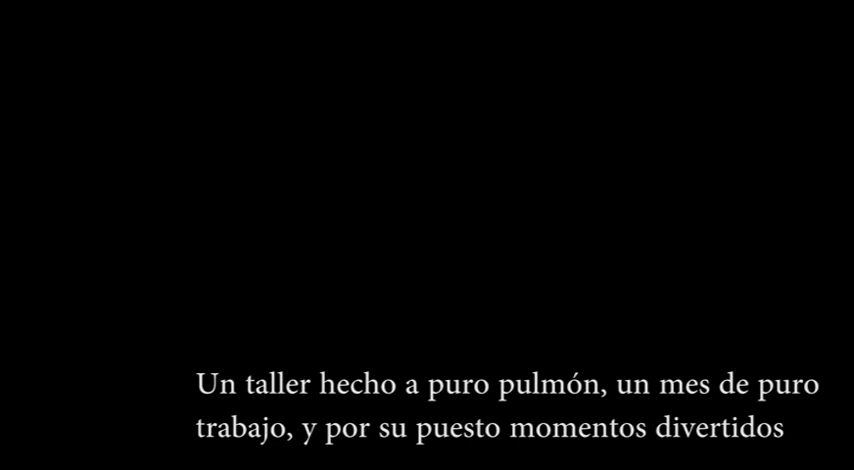 Un taller hecho a puro pulmón, un mes de puro
trabajo, y por su puesto momentos divertidos